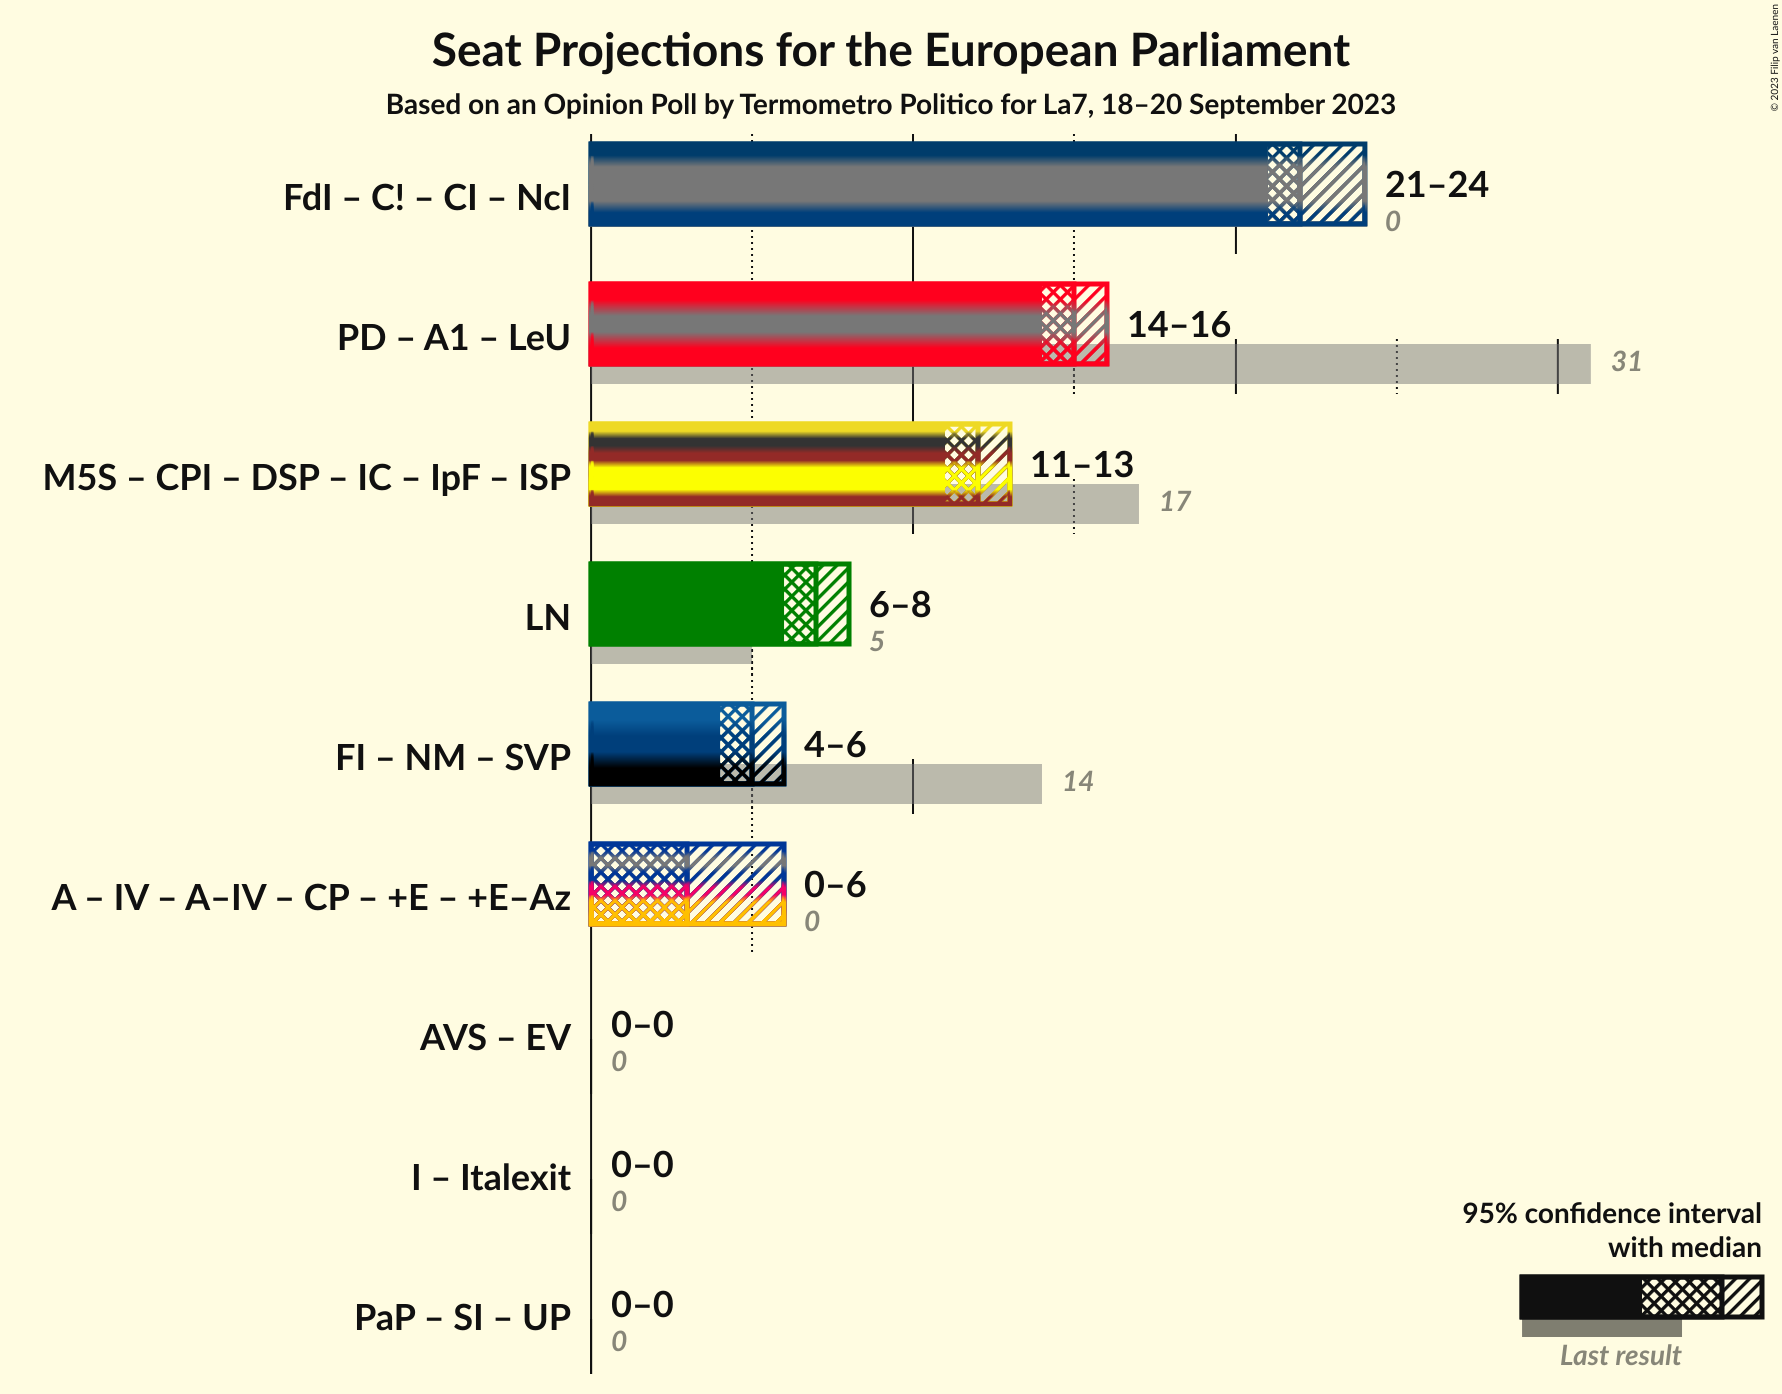 Seat Projections for the European Parliament
Based on an Opinion Poll by Termometro Politico for La7, 18–20 September 2023
© 2023 Filip van Laenen
FdI – C! – CI – NcI
21–24
0
PD – A1 – LeU
14–16
31
M5S – CPI – DSP – IC – IpF – ISP
11–13
17
LN
6–8
5
FI – NM – SVP
4–6
14
A – IV – A–IV – CP – +E – +E–Az
0–6
0
AVS – EV
0–0
0
I – Italexit
0–0
0
PaP – SI – UP
0–0
0
95% confidence interval
with median
Last result